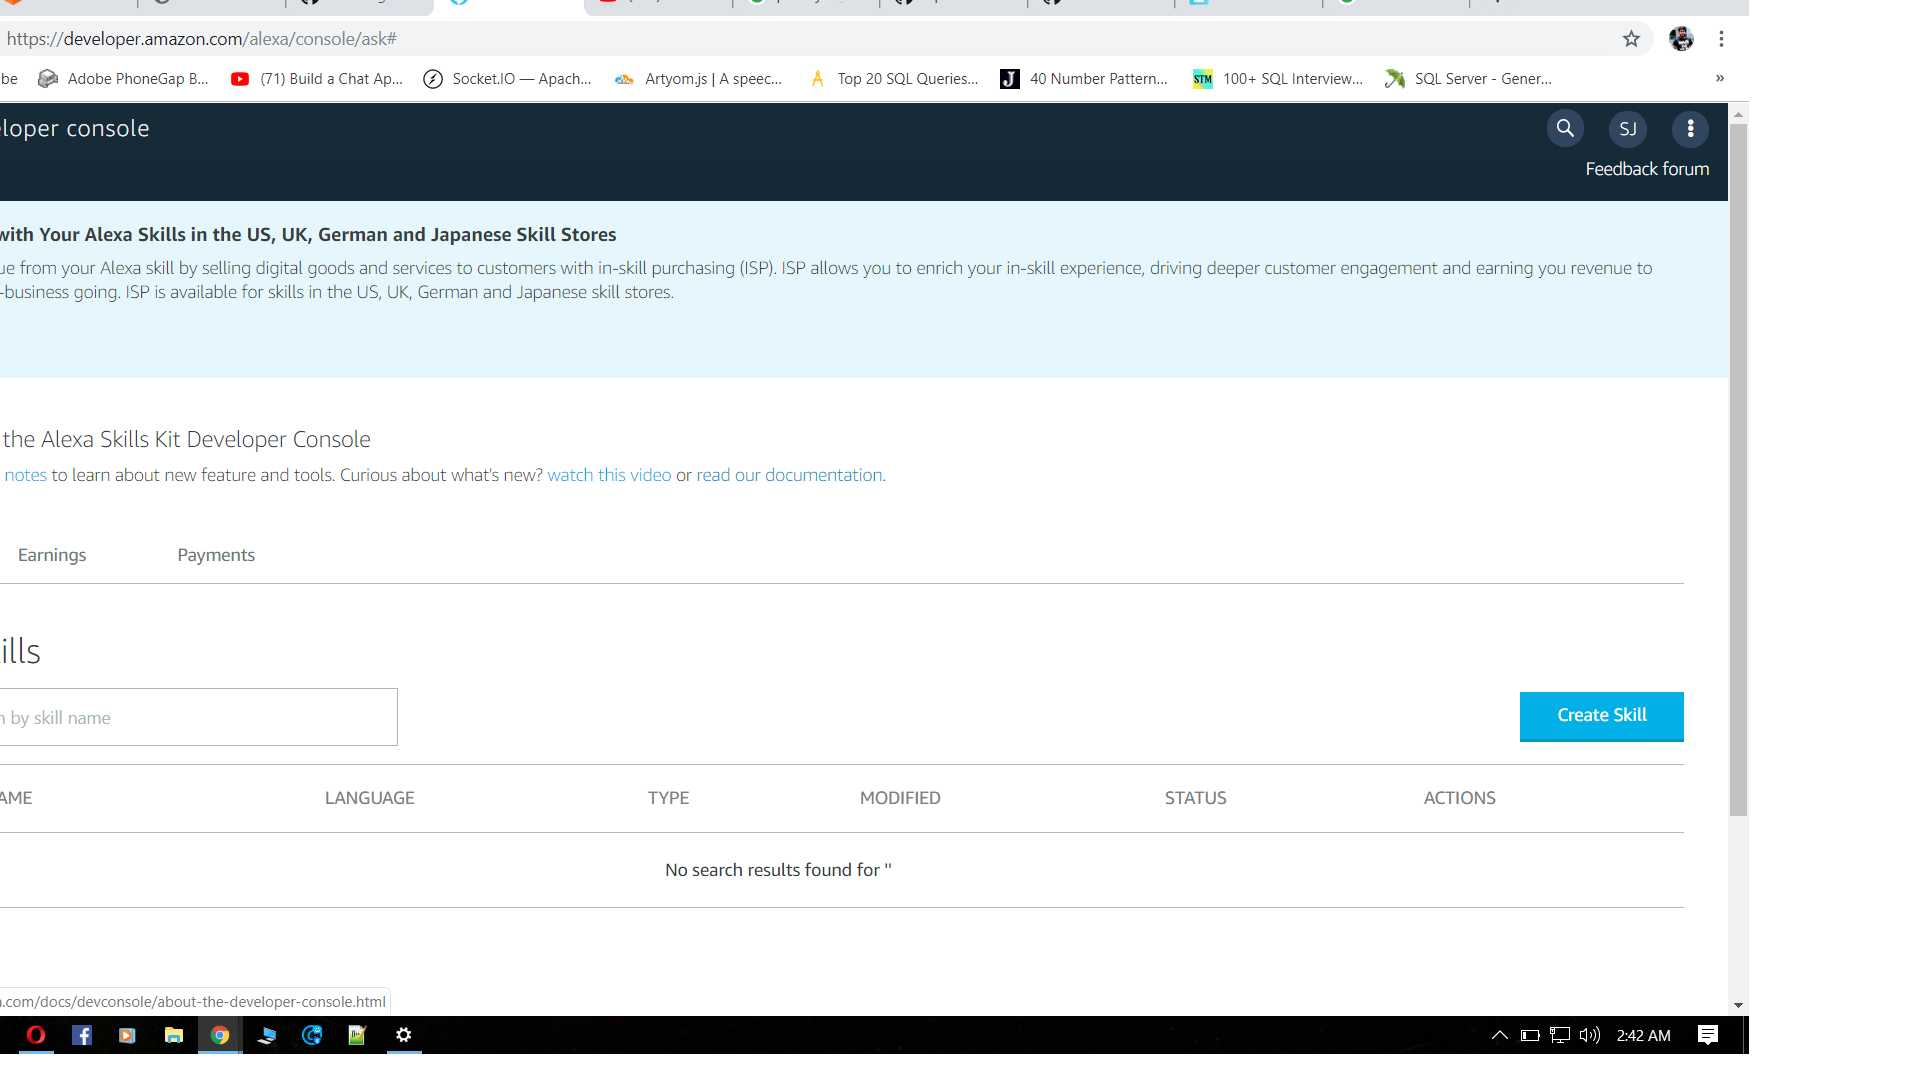 https://developer.amazon.com/alexa/console/ask#
be Adobe PhoneGap B... (71) Build a Chat Ap... Socket.IO — Apach... Artyom.js | A speec... Top 20 SQL Queries... J 40 Number Pattern... STM 100+ SQL Interview... SQL Server - Gener... »
loper console SJ
Feedback forum
with Your Alexa Skills in the US, UK, German and Japanese Skill Stores
ue from your Alexa skill by selling digital goods and services to customers with in-skill purchasing (ISP). ISP allows you to enrich your in-skill experience, driving deeper customer engagement and earning you revenue to
-business going. ISP is available for skills in the US, UK, German and Japanese skill stores.
the Alexa Skills Kit Developer Console
notes to learn about new feature and tools. Curious about what's new? watch this video or read our documentation.
Earnings Payments
ills
by skill name
Create Skill
AME LANGUAGE TYPE MODIFIED STATUS ACTIONS
No search results found for ''
.com/docs/devconsole/about-the-developer-console.html
2:42 AM